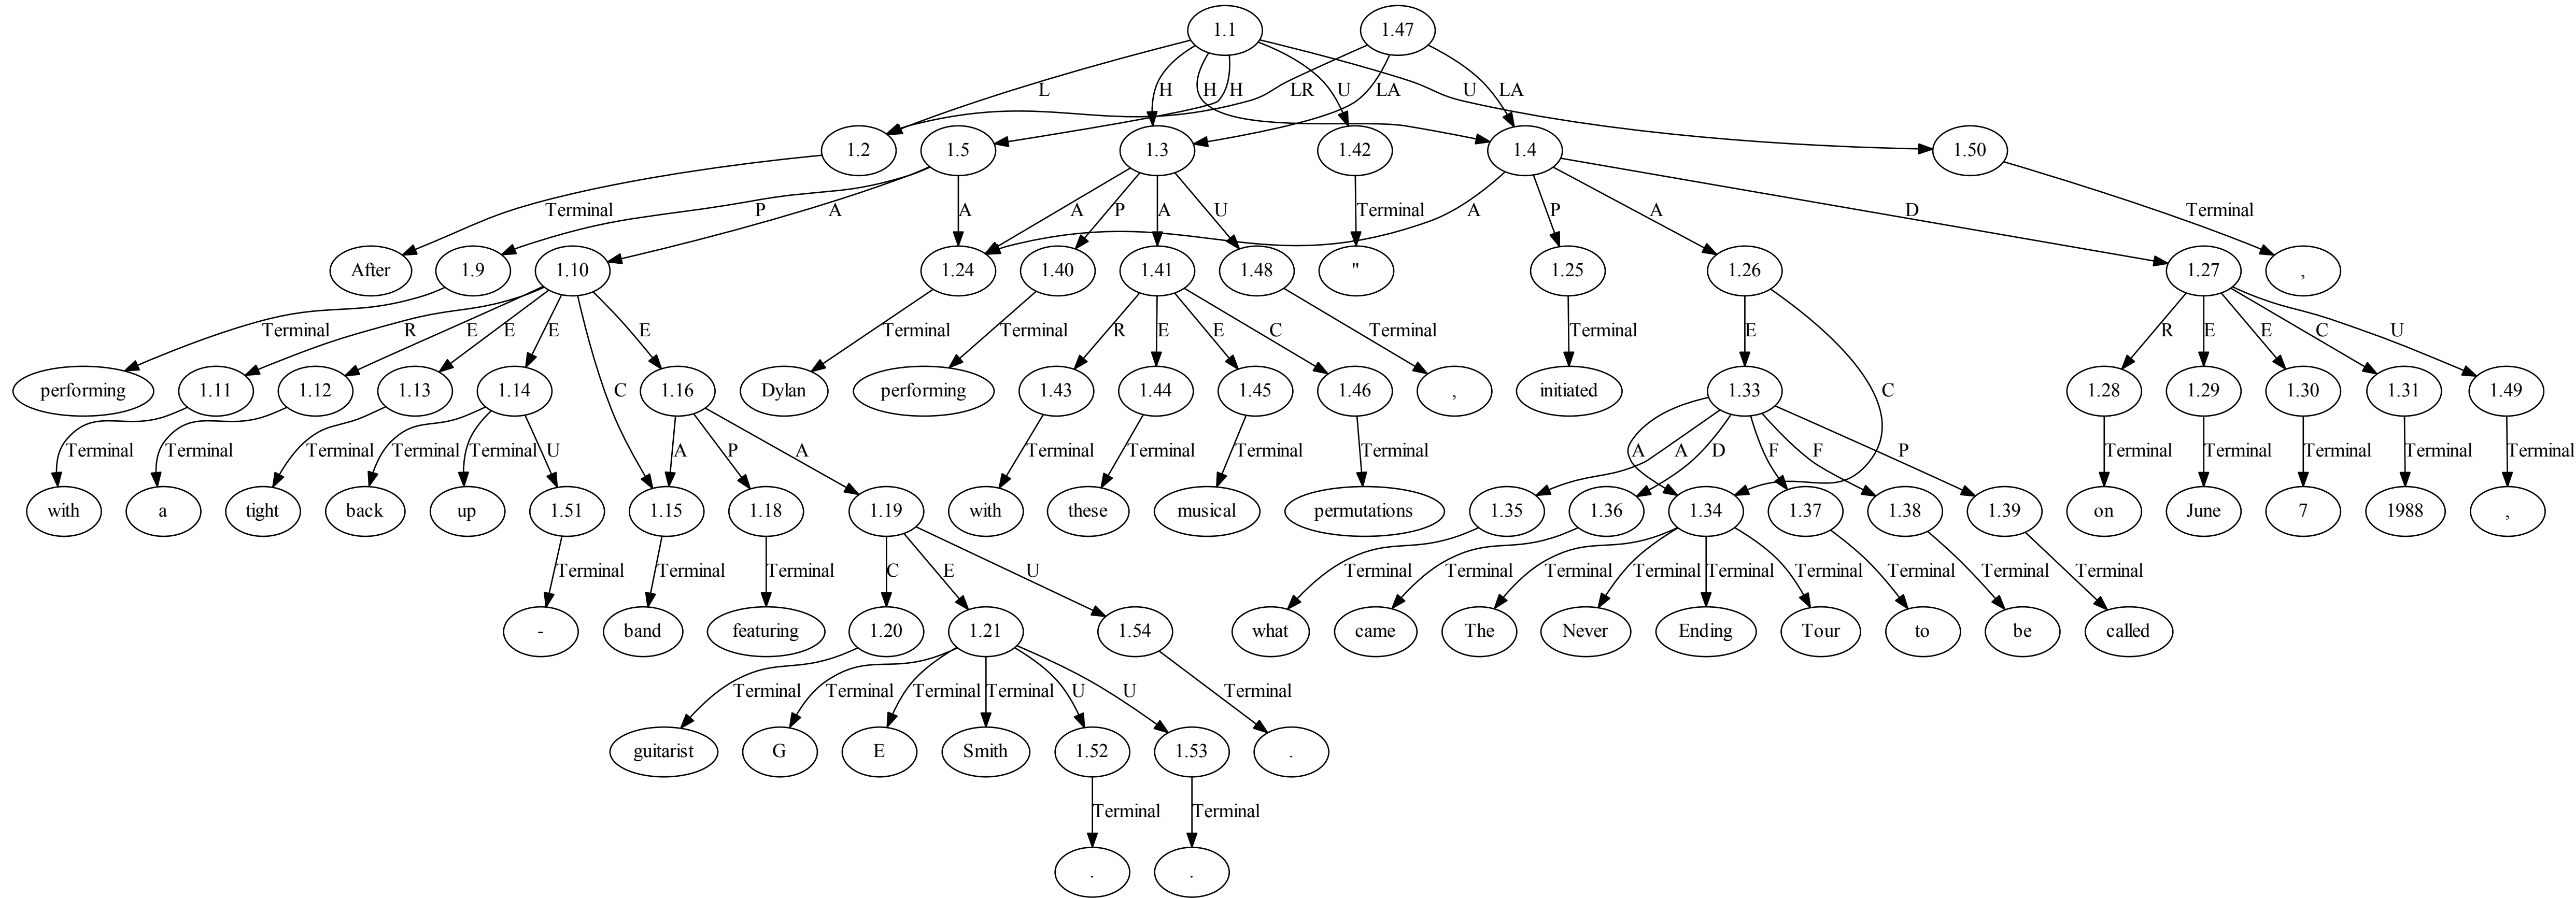 1.1 1.47
L H H H U LR LA U LA
1.2 1.5 1.3 1.42 1.4 1.50
Terminal P A A A P A U Terminal A P A D Terminal
After 1.9 1.10 1.24 1.40 1.41 1.48 " 1.25 1.26 1.27 ,
Terminal R E E E C E Terminal Terminal R E E C Terminal Terminal E C R E E C U
performing 1.11 1.12 1.13 1.14 1.16 Dylan performing 1.43 1.44 1.45 1.46 , initiated 1.33 1.28 1.29 1.30 1.31 1.49
Terminal Terminal Terminal Terminal Terminal U A P A Terminal Terminal Terminal Terminal A A D F F P Terminal Terminal Terminal Terminal Terminal
with a tight back up 1.51 1.15 1.18 1.19 with these musical permutations 1.35 1.36 1.34 1.37 1.38 1.39 on June 7 1988 ,
Terminal Terminal Terminal C E U Terminal Terminal Terminal Terminal Terminal Terminal Terminal Terminal Terminal
- band featuring 1.20 1.21 1.54 what came The Never Ending Tour to be called
Terminal Terminal Terminal Terminal U U Terminal
guitarist G E Smith 1.52 1.53 .
Terminal Terminal
. .